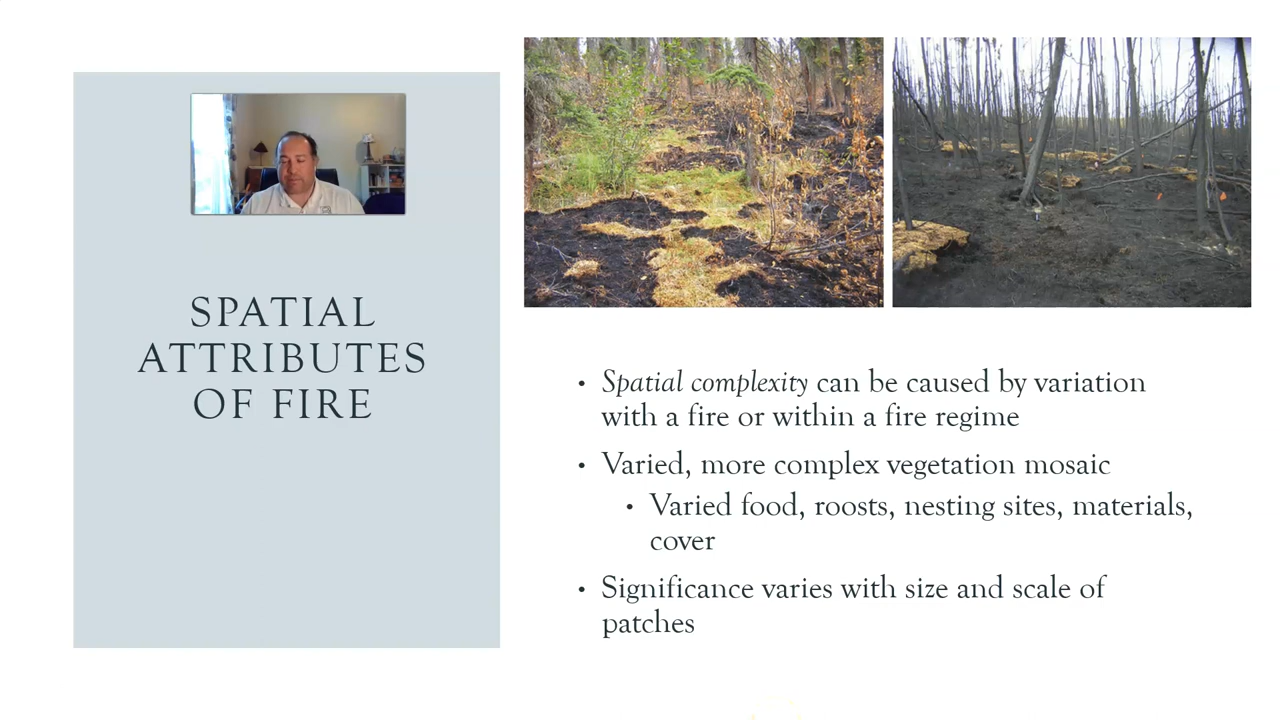 SPATIAL
ATTRIBUTES
OF FIRE
• Spatial complexity can be caused by variation
with a fire or within a fire regime
• Varied, more complex vegetation mosaic
• Varied food, roosts, nesting sites, materials,
cover
• Significance varies with size and scale of
patches